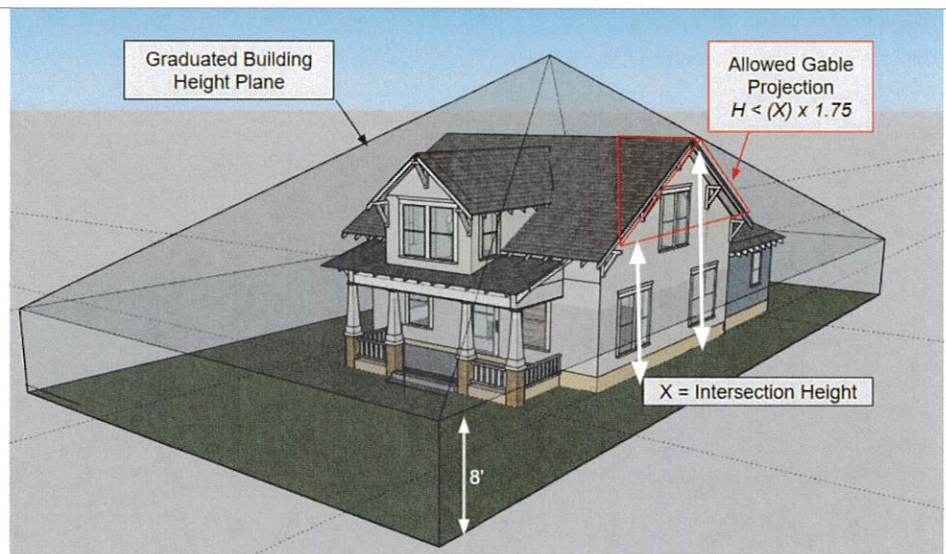 Graduated Building
Height Plane
Allowed Gable
Projection
H < (X) x 1.75
X = Intersection Height
8'